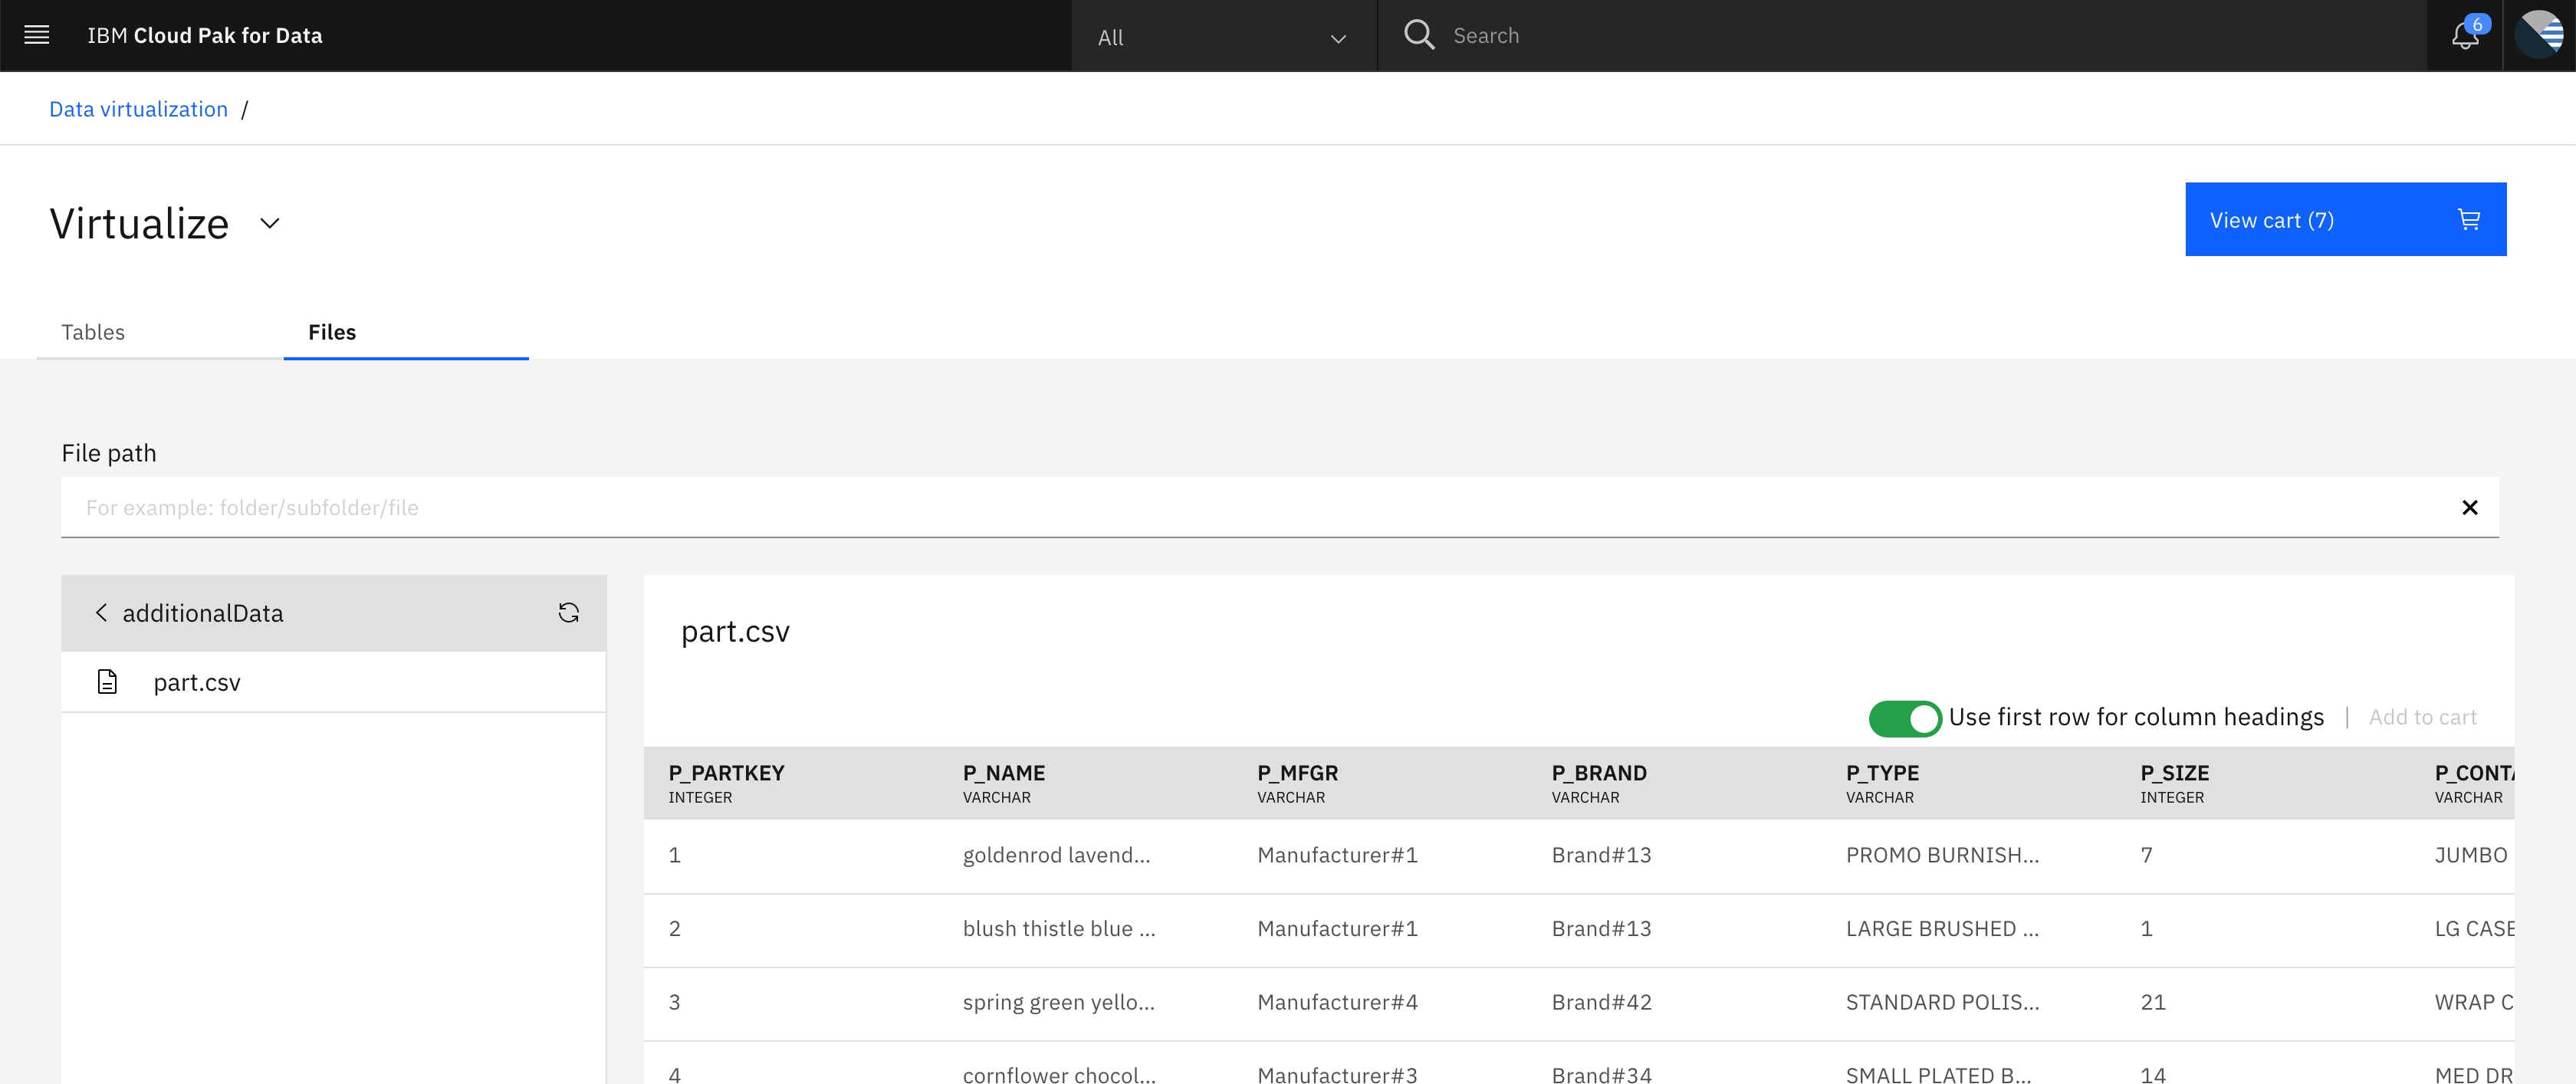 IBM Cloud Pak for Data
All
Search
6
Data virtualization /
Virtualize
View cart (7)
Tables Files
File path
For example: folder/subfolder/file
additionalData
part.csv
part.csv
Use first row for column headings | Add to cart
P_PARTKEY P_NAME P_MFGR P_BRAND P_TYPE P_SIZE P_CONTA
INTEGER VARCHAR VARCHAR VARCHAR VARCHAR INTEGER VARCHAR
1 goldenrod lavend... Manufacturer#1 Brand#13 PROMO BURNISH... 7 JUMBO
2 blush thistle blue ... Manufacturer#1 Brand#13 LARGE BRUSHED ... 1 LG CASE
3 spring green yello... Manufacturer#4 Brand#42 STANDARD POLIS... 21 WRAP C
4 cornflower chocol... Manufacturer#3 Brand#34 SMALL PLATED B... 14 MED DR